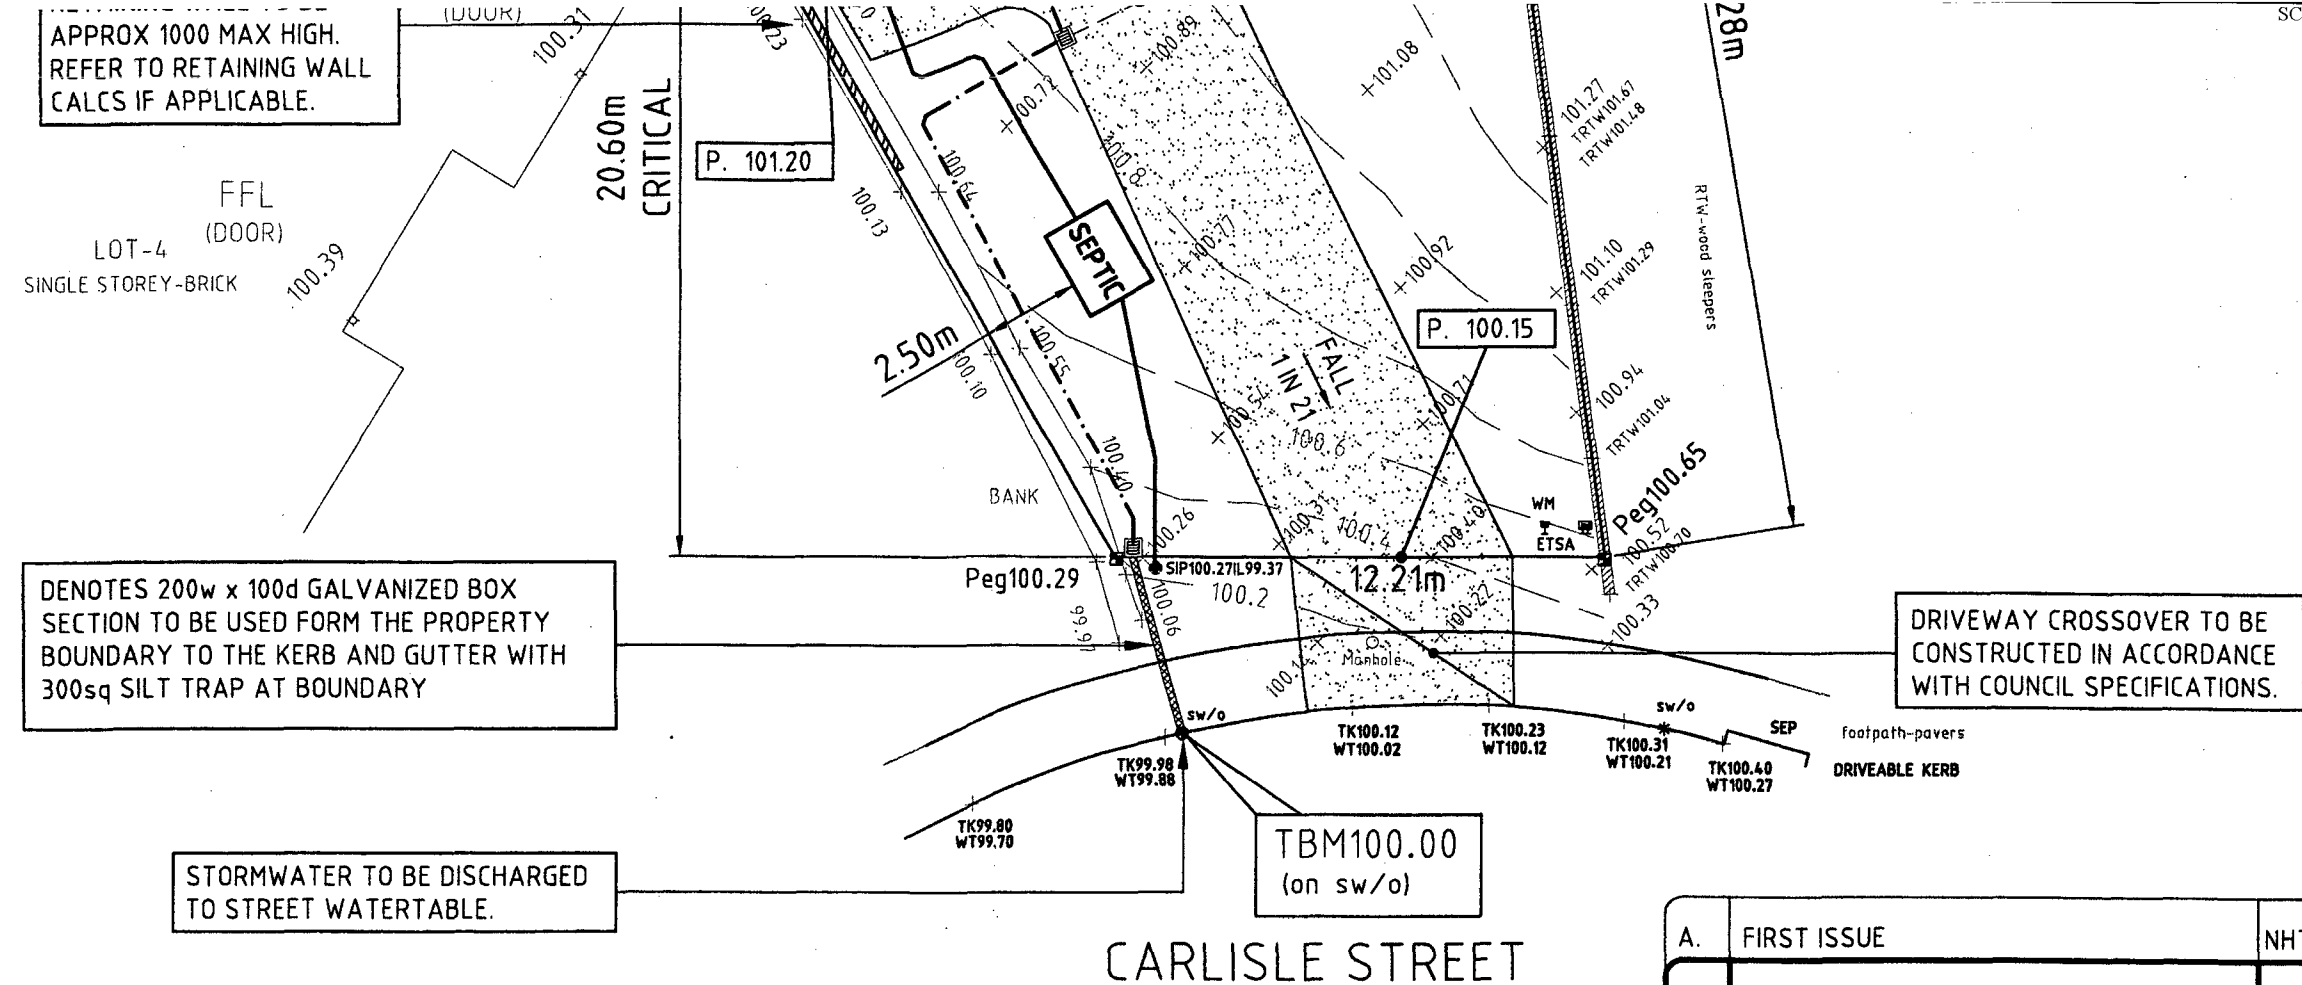 APPROX 1000 MAX HIGH.
REFER TO RETAINING WALL
CALCS IF APPLICABLE.
(DOOR)
100.31
20.60m
CRITICAL
P. 101.20
FFL
(DOOR)
LOT-4
SINGLE STOREY-BRICK
100.39
100.13
100.64
100.72
100.89
100.8
101.08
101.27
TRTW101.67
TRTW101.48
28m
SC
SEPTIC
100.77
100.92
101.10
TRTW101.29
RTW-wood sleepers
2.50m
100.10
100.55
P. 100.15
FALL
1 IN 21
100.54
100.6
100.71
100.94
TRTW101.04
BANK
100.40
100.26
100.31
100.4
100.40
WM
ETSA
Peg100.65
100.52
TRTW100.70
Peg100.29
SIP100.27IL99.37
12.21m
100.2
100.06
99.97
100.22
100.33
Manhole
DENOTES 200w x 100d GALVANIZED BOX
SECTION TO BE USED FORM THE PROPERTY
BOUNDARY TO THE KERB AND GUTTER WITH
300sq SILT TRAP AT BOUNDARY
DRIVEWAY CROSSOVER TO BE
CONSTRUCTED IN ACCORDANCE
WITH COUNCIL SPECIFICATIONS.
sw/o
sw/o
TK99.98
WT99.88
TK100.12
WT100.02
TK100.23
WT100.12
TK100.31
WT100.21
SEP
TK100.40
WT100.27
footpath-pavers
DRIVEABLE KERB
TK99.80
WT99.70
TBM100.00
(on sw/o)
STORMWATER TO BE DISCHARGED
TO STREET WATERTABLE.
CARLISLE STREET
A. FIRST ISSUE NHT